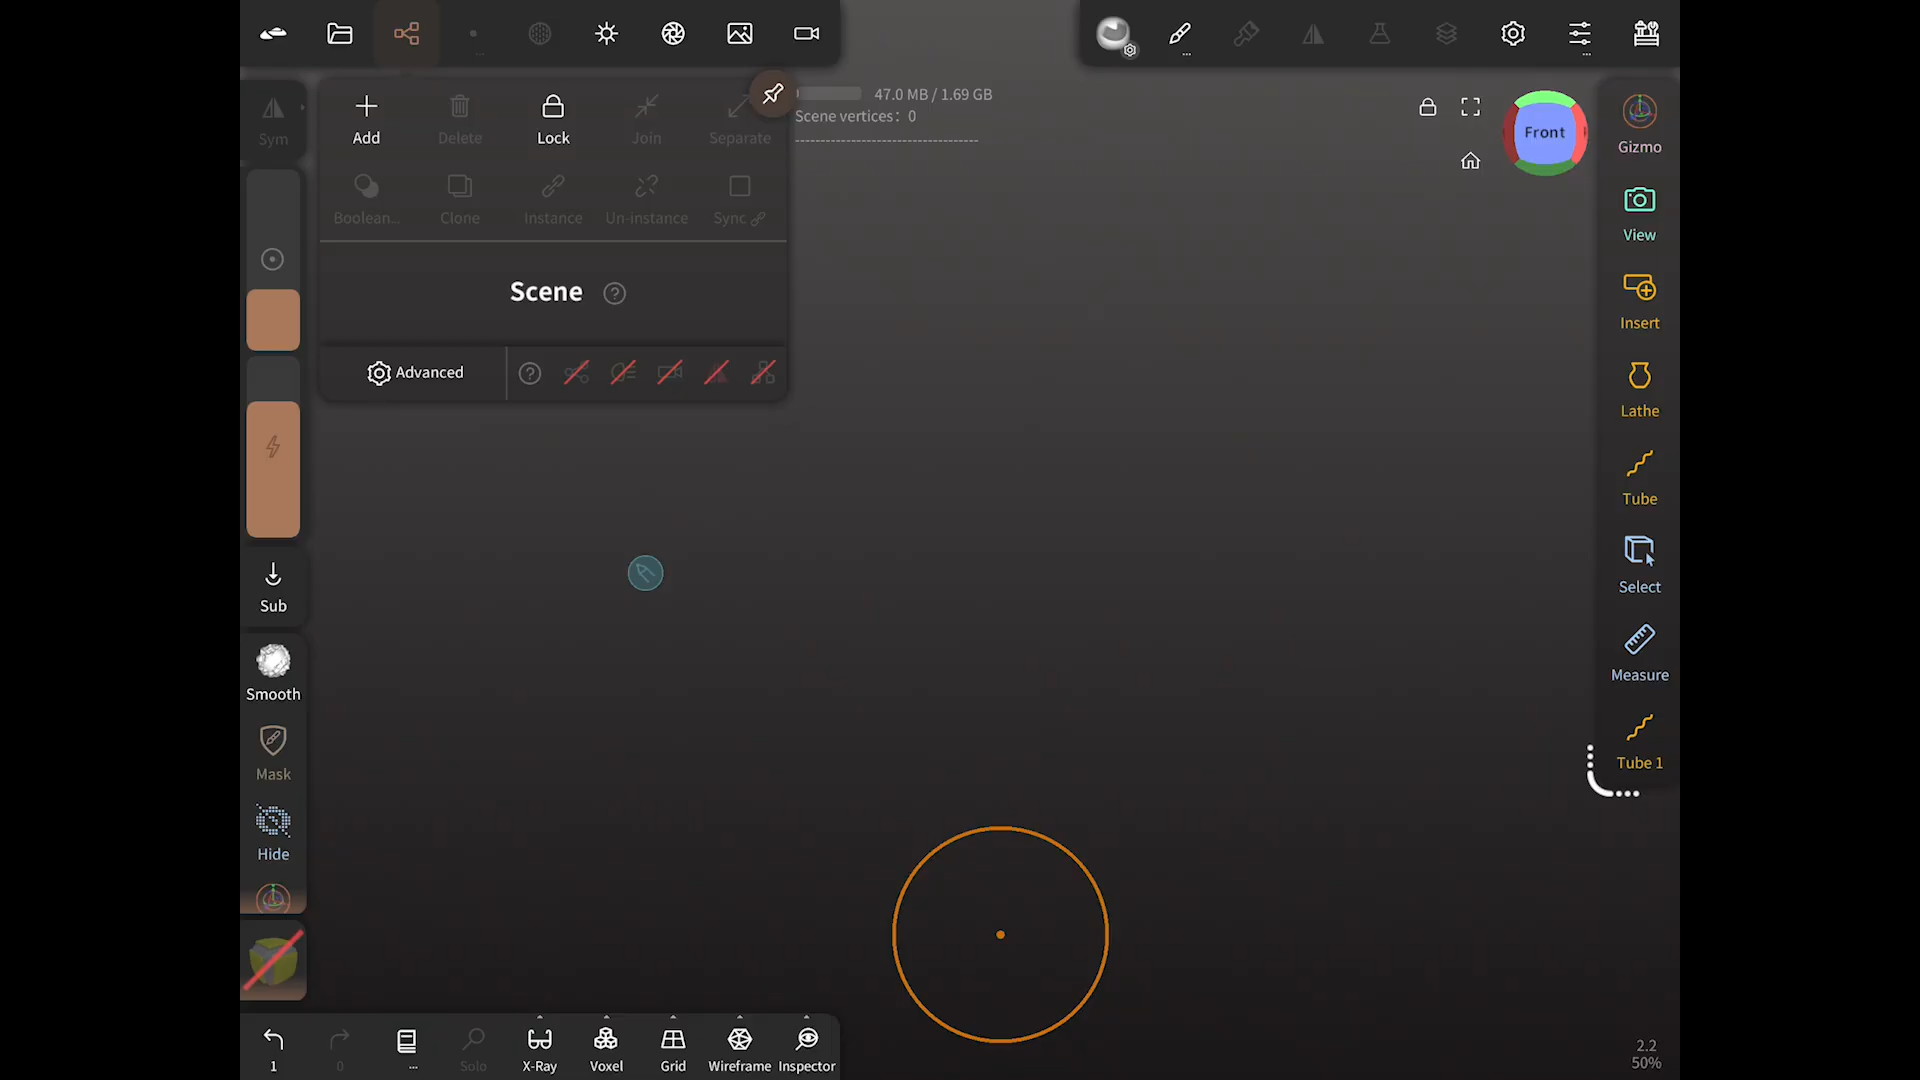 Add
Delete
Lock
Join
Separate
Boolean...
Clone
Instance
Un-instance
Sync
Scene
Advanced
47.0 MB / 1.69 GB
Scene vertices: 0
Front
Sym
Sub
Smooth
Mask
Hide
Gizmo
View
Insert
Lathe
Tube
Select
Measure
Tube 1
1
0
...
Solo
X-Ray
Voxel
Grid
Wireframe
Inspector
2.2
50%